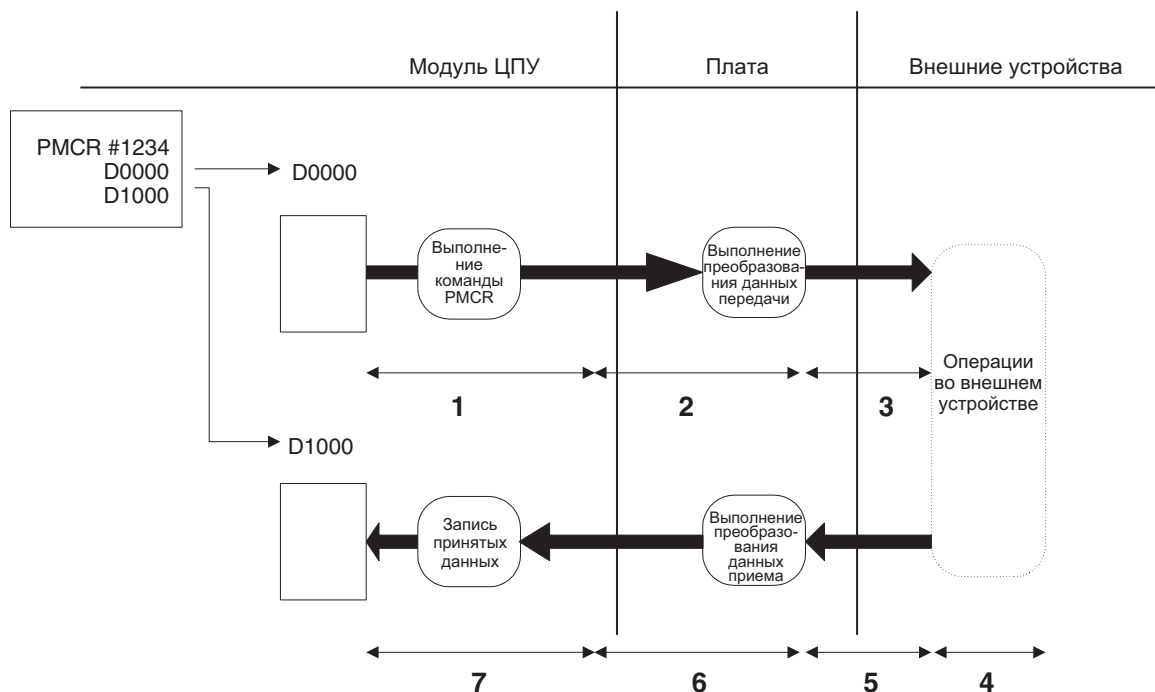 Модуль ЦПУ
Плата
Внешние устройства
PMCR #1234
D0000
D1000
D0000
Выполне-
ние
команды
PMCR
Выполнение
преобразова-
ния данных
передачи
Операции
во внешнем
устройстве
1
2
3
D1000
Запись
принятых
данных
Выполнение
преобразо-
вания
данных
приема
7
6
5
4